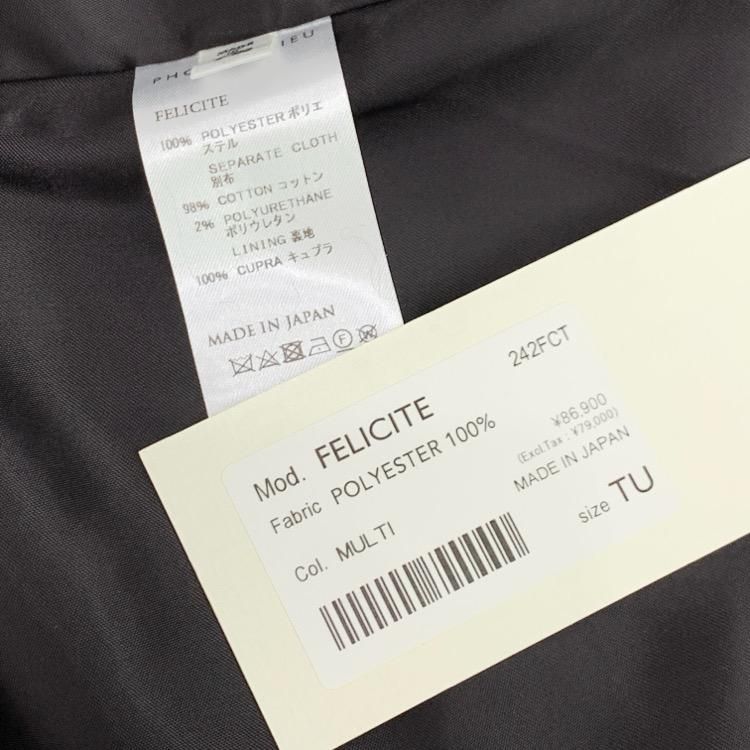 FELICITE
100% POLYESTER ポリエ
ステル
SEPARATE CLOTH
別布
98% COTTON コットン
2% POLYURETHANE
ポリウレタン
LINING 裏地
100% CUPRA キュプラ
MADE IN JAPAN
242FCT
Mod. FELICITE
Fabric POLYESTER 100%
¥86,900
(Excl.Tax : ¥79,000)
MADE IN JAPAN
Col. MULTI
size TU